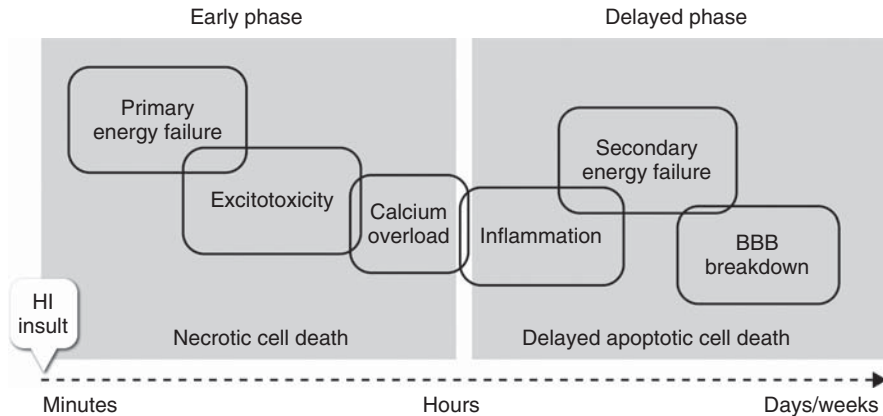 Early phase
Delayed phase
Primary
energy failure
Excitotoxicity
Calcium
overload
Inflammation
Secondary
energy failure
BBB
breakdown
HI
insult
Necrotic cell death
Delayed apoptotic cell death
Minutes
Hours
Days/weeks